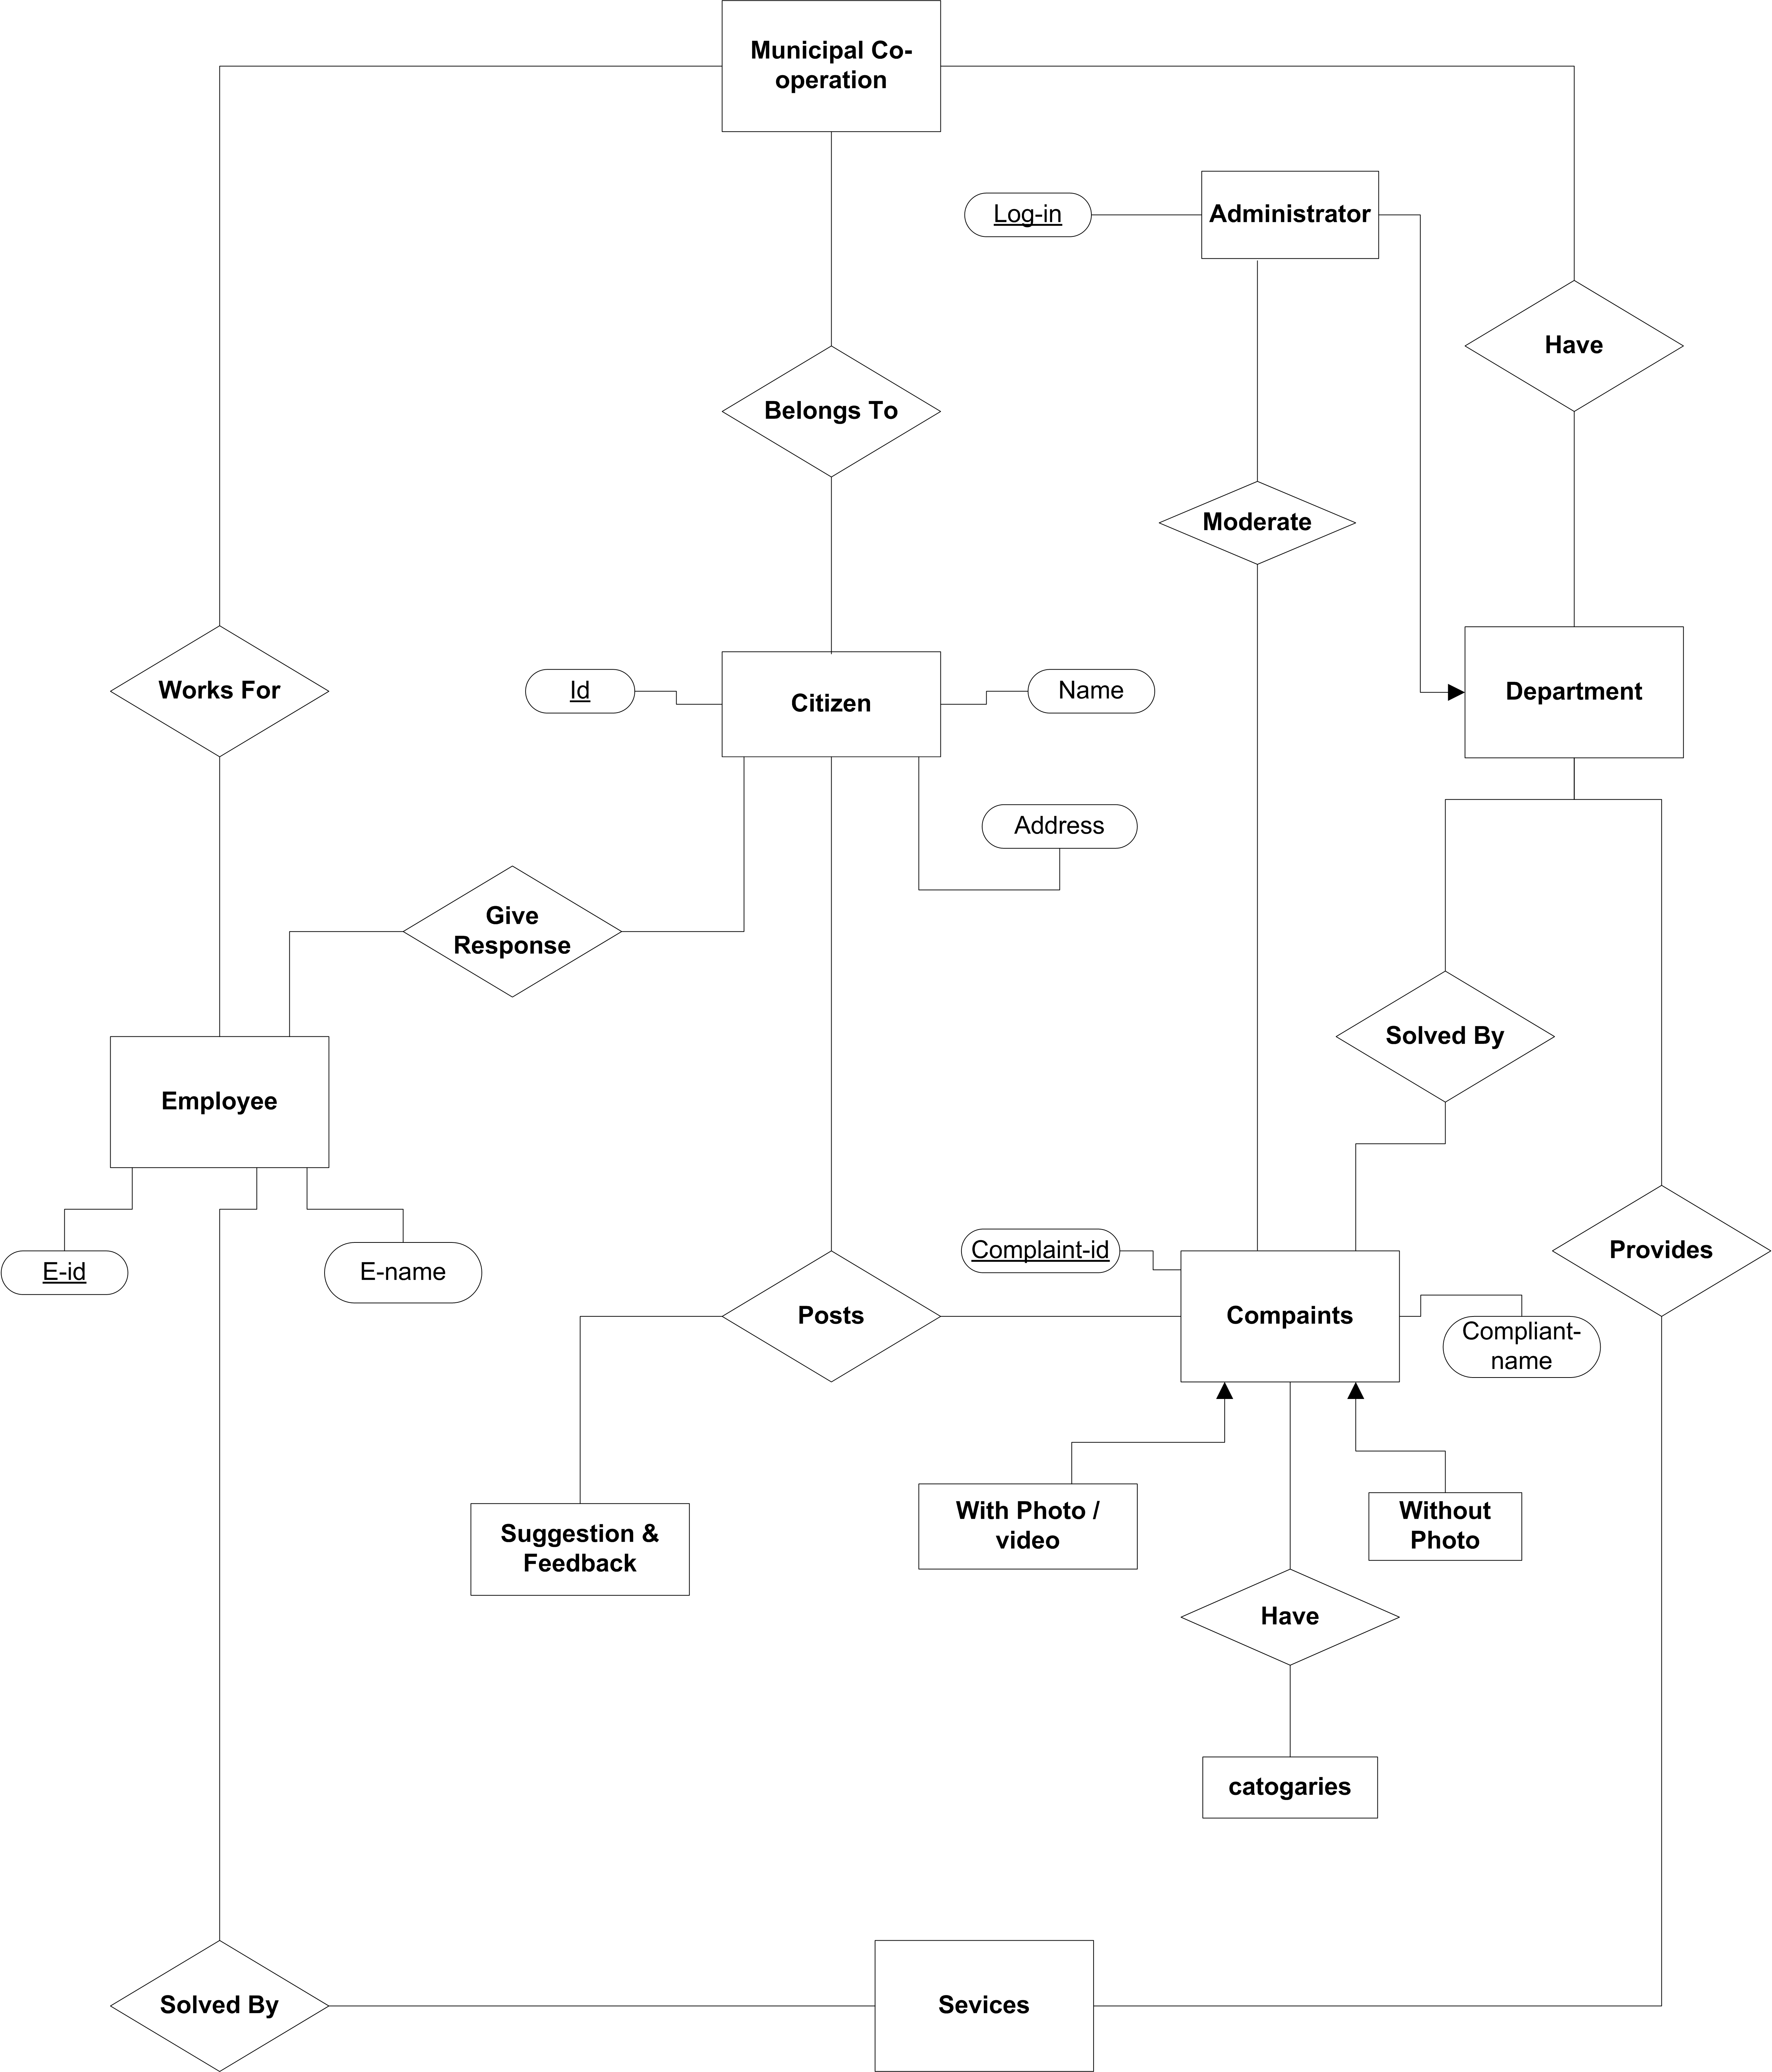 Municipal Co-
operation
Log-in
Administrator
Have
Belongs To
Moderate
Works For
Id
Citizen
Name
Department
Address
Give
Response
Solved By
Employee
E-id
E-name
Complaint-id
Provides
Posts
Compaints
Compliant-
name
Suggestion &
Feedback
With Photo /
video
Without
Photo
Have
catogaries
Solved By
Sevices